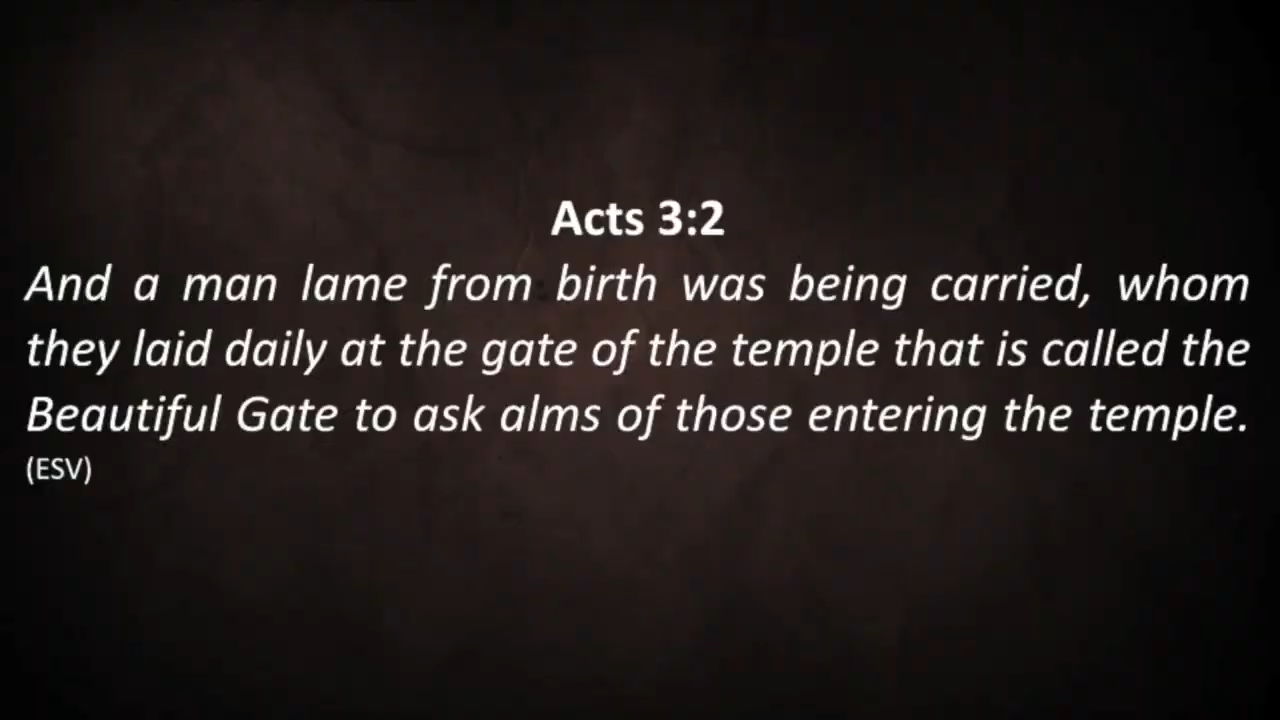 Acts 3:2
And a man lame from birth was being carried, whom
they laid daily at the gate of the temple that is called the
Beautiful Gate to ask alms of those entering the temple.
(ESV)